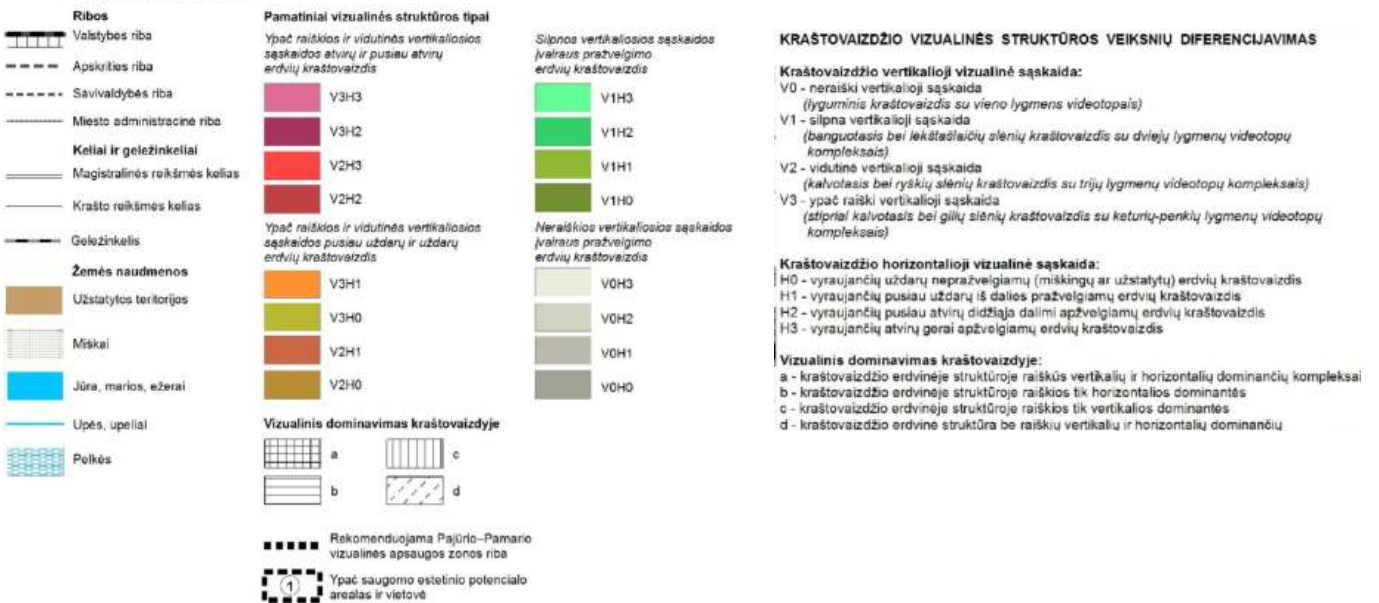 Ribos
Valstybės riba
Apskrities riba
Savivaldybės riba
Miesto administracinė riba
Keliai ir geležinkeliai
Magistralinės reikšmės kelias
Krašto reikšmės kelias
Geležinkelis
Žemės naudmenos
Užstatytos teritorijos
Miškai
Jūra, marios, ežerai
Upės, upeliai
Pelkės
Pamatiniai vizualinės struktūros tipai
Ypač raiškios ir vidutinės vertikaliosios
sąskaidos atvirų ir pusiau atvirų
erdvių kraštovaizdis
V3H3
V3H2
V2H3
V2H2
Ypač raiškios ir vidutinės vertikaliosios
sąskaidos pusiau uždarų ir uždarų
erdvių kraštovaizdis
V3H1
V3H0
V2H1
V2H0
Silpnos vertikaliosios sąskaidos
įvairaus pražvelgimo
erdvių kraštovaizdis
V1H3
V1H2
V1H1
V1H0
Neraiškios vertikaliosios sąskaidos
įvairaus pražvelgimo
erdvių kraštovaizdis
V0H3
V0H2
V0H1
V0H0
Vizualinis dominavimas kraštovaizdyje
a
c
b
d
Rekomenduojama Pajūrio–Pamario
vizualinės apsaugos zonos riba
1
Ypač saugomo estetinio potencialo
arealas ir vietovė
KRAŠTOVAIZDŽIO VIZUALINĖS STRUKTŪROS VEIKSNIŲ DIFERENCIJAVIMAS
Kraštovaizdžio vertikalioji vizualinė sąskaida:
V0 - neraiški vertikalioji sąskaida
(lyguminis kraštovaizdis su vieno lygmens videotopais)
V1 - silpna vertikalioji sąskaida
(banguotasis bei lėkštašlaičių slėnių kraštovaizdis su dviejų lygmenų videotopų
kompleksais)
V2 - vidutinė vertikalioji sąskaida
(kalvotasis bei ryškių slėnių kraštovaizdis su trijų lygmenų videotopų kompleksais)
V3 - ypač raiški vertikalioji sąskaida
(stipriai kalvotasis bei gilių slėnių kraštovaizdis su keturių-penkių lygmenų videotopų
kompleksais)
Kraštovaizdžio horizontalioji vizualinė sąskaida:
H0 - vyraujančių uždarų nepražvelgiamų (miškingų ar užstatytų) erdvių kraštovaizdis
H1 - vyraujančių pusiau uždarų iš dalies pražvelgiamų erdvių kraštovaizdis
H2 - vyraujančių pusiau atvirų didžiąja dalimi apžvelgiamų erdvių kraštovaizdis
H3 - vyraujančių atvirų gerai apžvelgiamų erdvių kraštovaizdis
Vizualinis dominavimas kraštovaizdyje:
a - kraštovaizdžio erdvinėje struktūroje raiškūs vertikalių ir horizontalių dominančių kompleksai
b - kraštovaizdžio erdvinėje struktūroje raiškios tik horizontalios dominantės
c - kraštovaizdžio erdvinėje struktūroje raiškios tik vertikalios dominantės
d - kraštovaizdžio erdvinė struktūra be raiškių vertikalių ir horizontalių dominančių